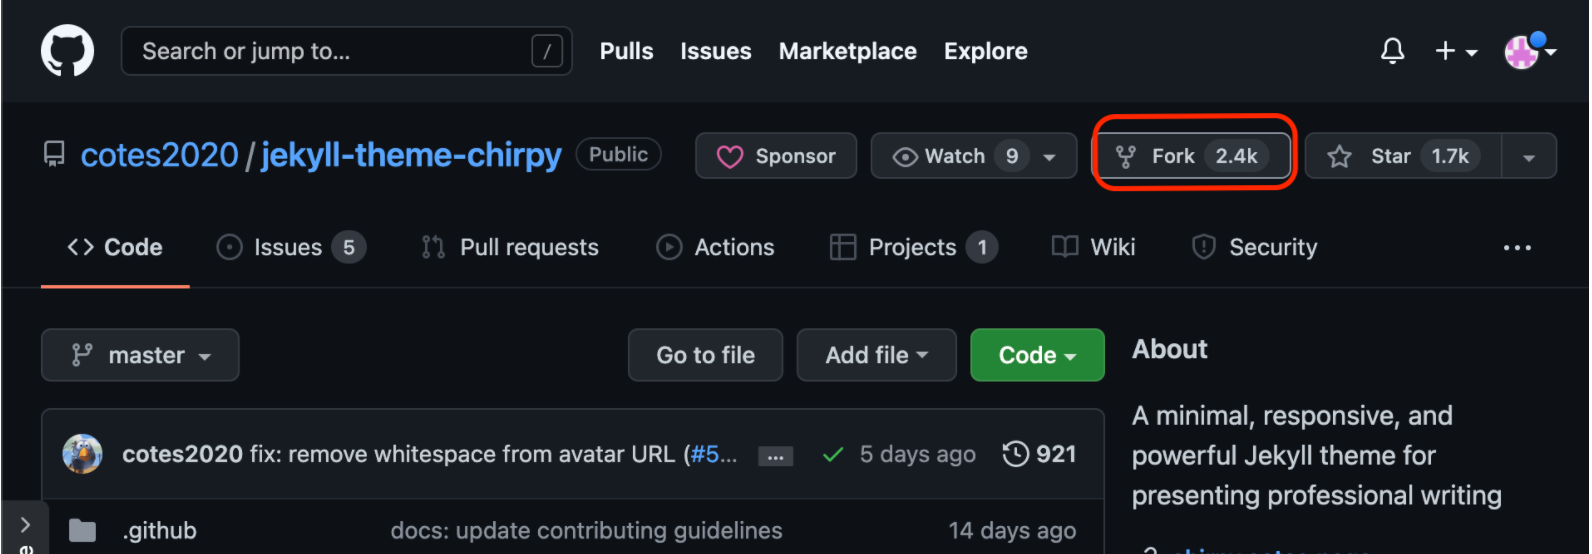 Search or jump to... / Pulls Issues Marketplace Explore
cotes2020 / jekyll-theme-chirpy Public Sponsor Watch 9 Fork 2.4k Star 1.7k
Code Issues 5 Pull requests Actions Projects 1 Wiki Security ...
master Go to file Add file Code
About
A minimal, responsive, and
powerful Jekyll theme for
presenting professional writing
cotes2020 fix: remove whitespace from avatar URL (#5... ... 5 days ago 921
.github docs: update contributing guidelines 14 days ago